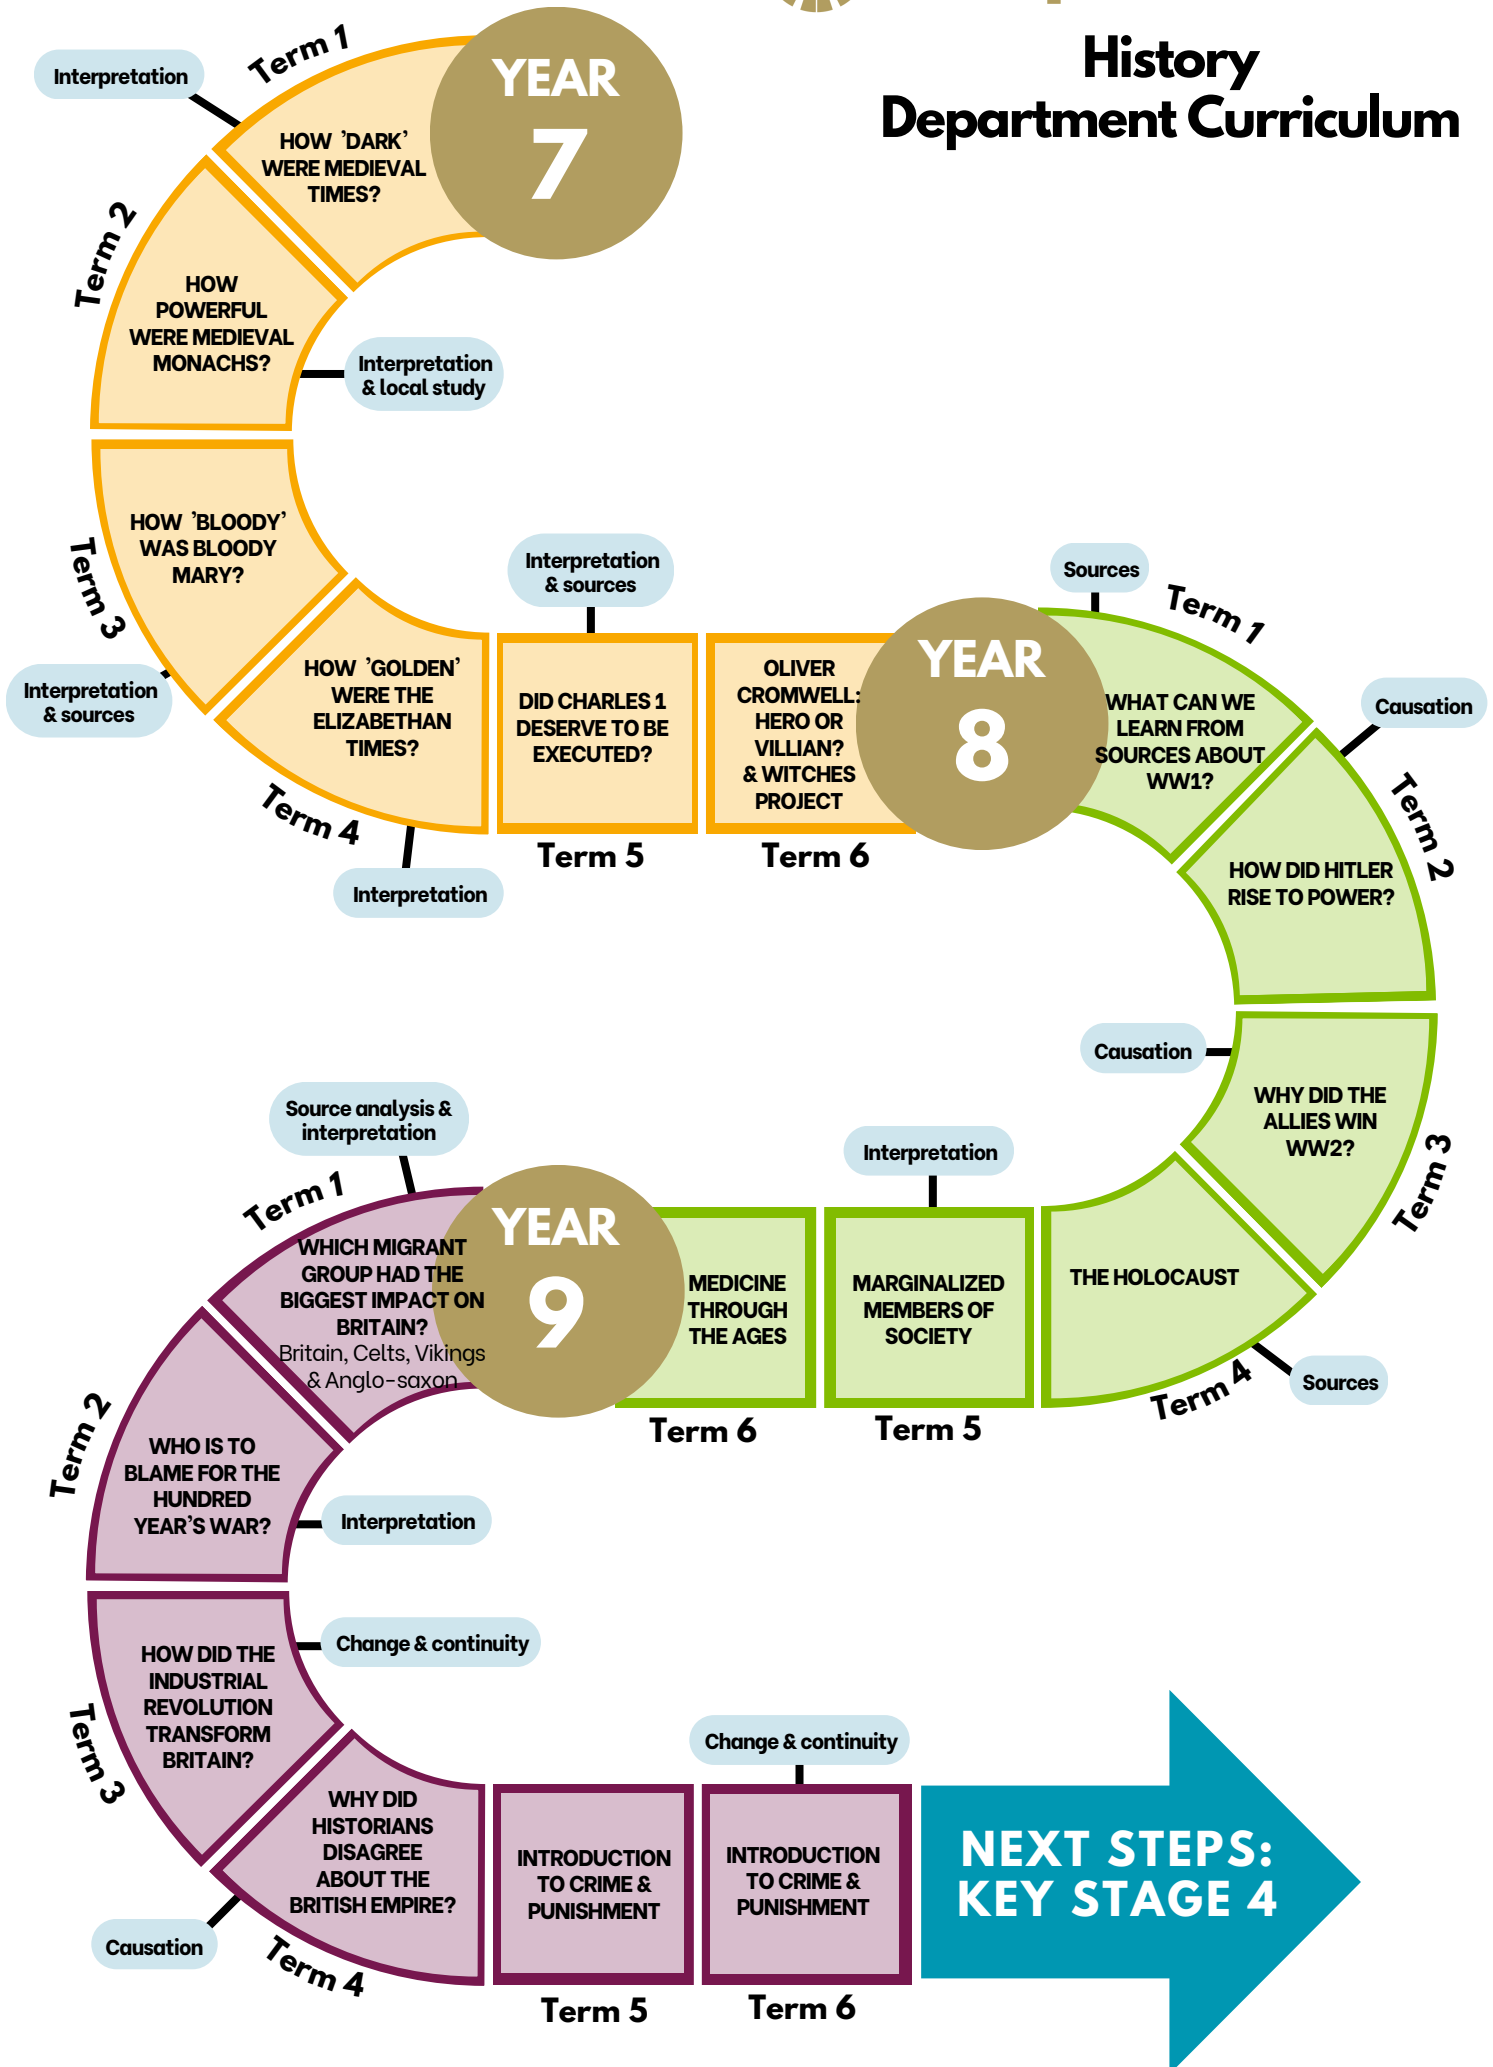 History
Department Curriculum
YEAR
7
Term 1
Interpretation
HOW 'DARK'
WERE MEDIEVAL
TIMES?
Term 2
HOW
POWERFUL
WERE MEDIEVAL
MONACHS?
Interpretation
& local study
Term 3
HOW 'BLOODY'
WAS BLOODY
MARY?
Interpretation
& sources
Term 4
HOW 'GOLDEN'
WERE THE
ELIZABETHAN
TIMES?
Interpretation
Interpretation
& sources
DID CHARLES 1
DESERVE TO BE
EXECUTED?
Term 5
OLIVER
CROMWELL:
HERO OR
VILLIAN?
& WITCHES
PROJECT
Term 6
YEAR
8
Sources
Term 1
WHAT CAN WE
LEARN FROM
SOURCES ABOUT
WW1?
Causation
Term 2
HOW DID HITLER
RISE TO POWER?
Causation
WHY DID THE
ALLIES WIN
WW2?
Term 3
THE HOLOCAUST
Term 4
Sources
Interpretation
MARGINALIZED
MEMBERS OF
SOCIETY
Term 5
MEDICINE
THROUGH
THE AGES
Term 6
YEAR
9
Source analysis &
interpretation
Term 1
WHICH MIGRANT
GROUP HAD THE
BIGGEST IMPACT ON
BRITAIN?
Britain, Celts, Vikings
& Anglo-saxon
Term 2
WHO IS TO
BLAME FOR THE
HUNDRED
YEAR'S WAR?
Interpretation
Change & continuity
HOW DID THE
INDUSTRIAL
REVOLUTION
TRANSFORM
BRITAIN?
Term 3
WHY DID
HISTORIANS
DISAGREE
ABOUT THE
BRITISH EMPIRE?
Causation
Term 4
INTRODUCTION
TO CRIME &
PUNISHMENT
Term 5
Change & continuity
INTRODUCTION
TO CRIME &
PUNISHMENT
Term 6
NEXT STEPS:
KEY STAGE 4